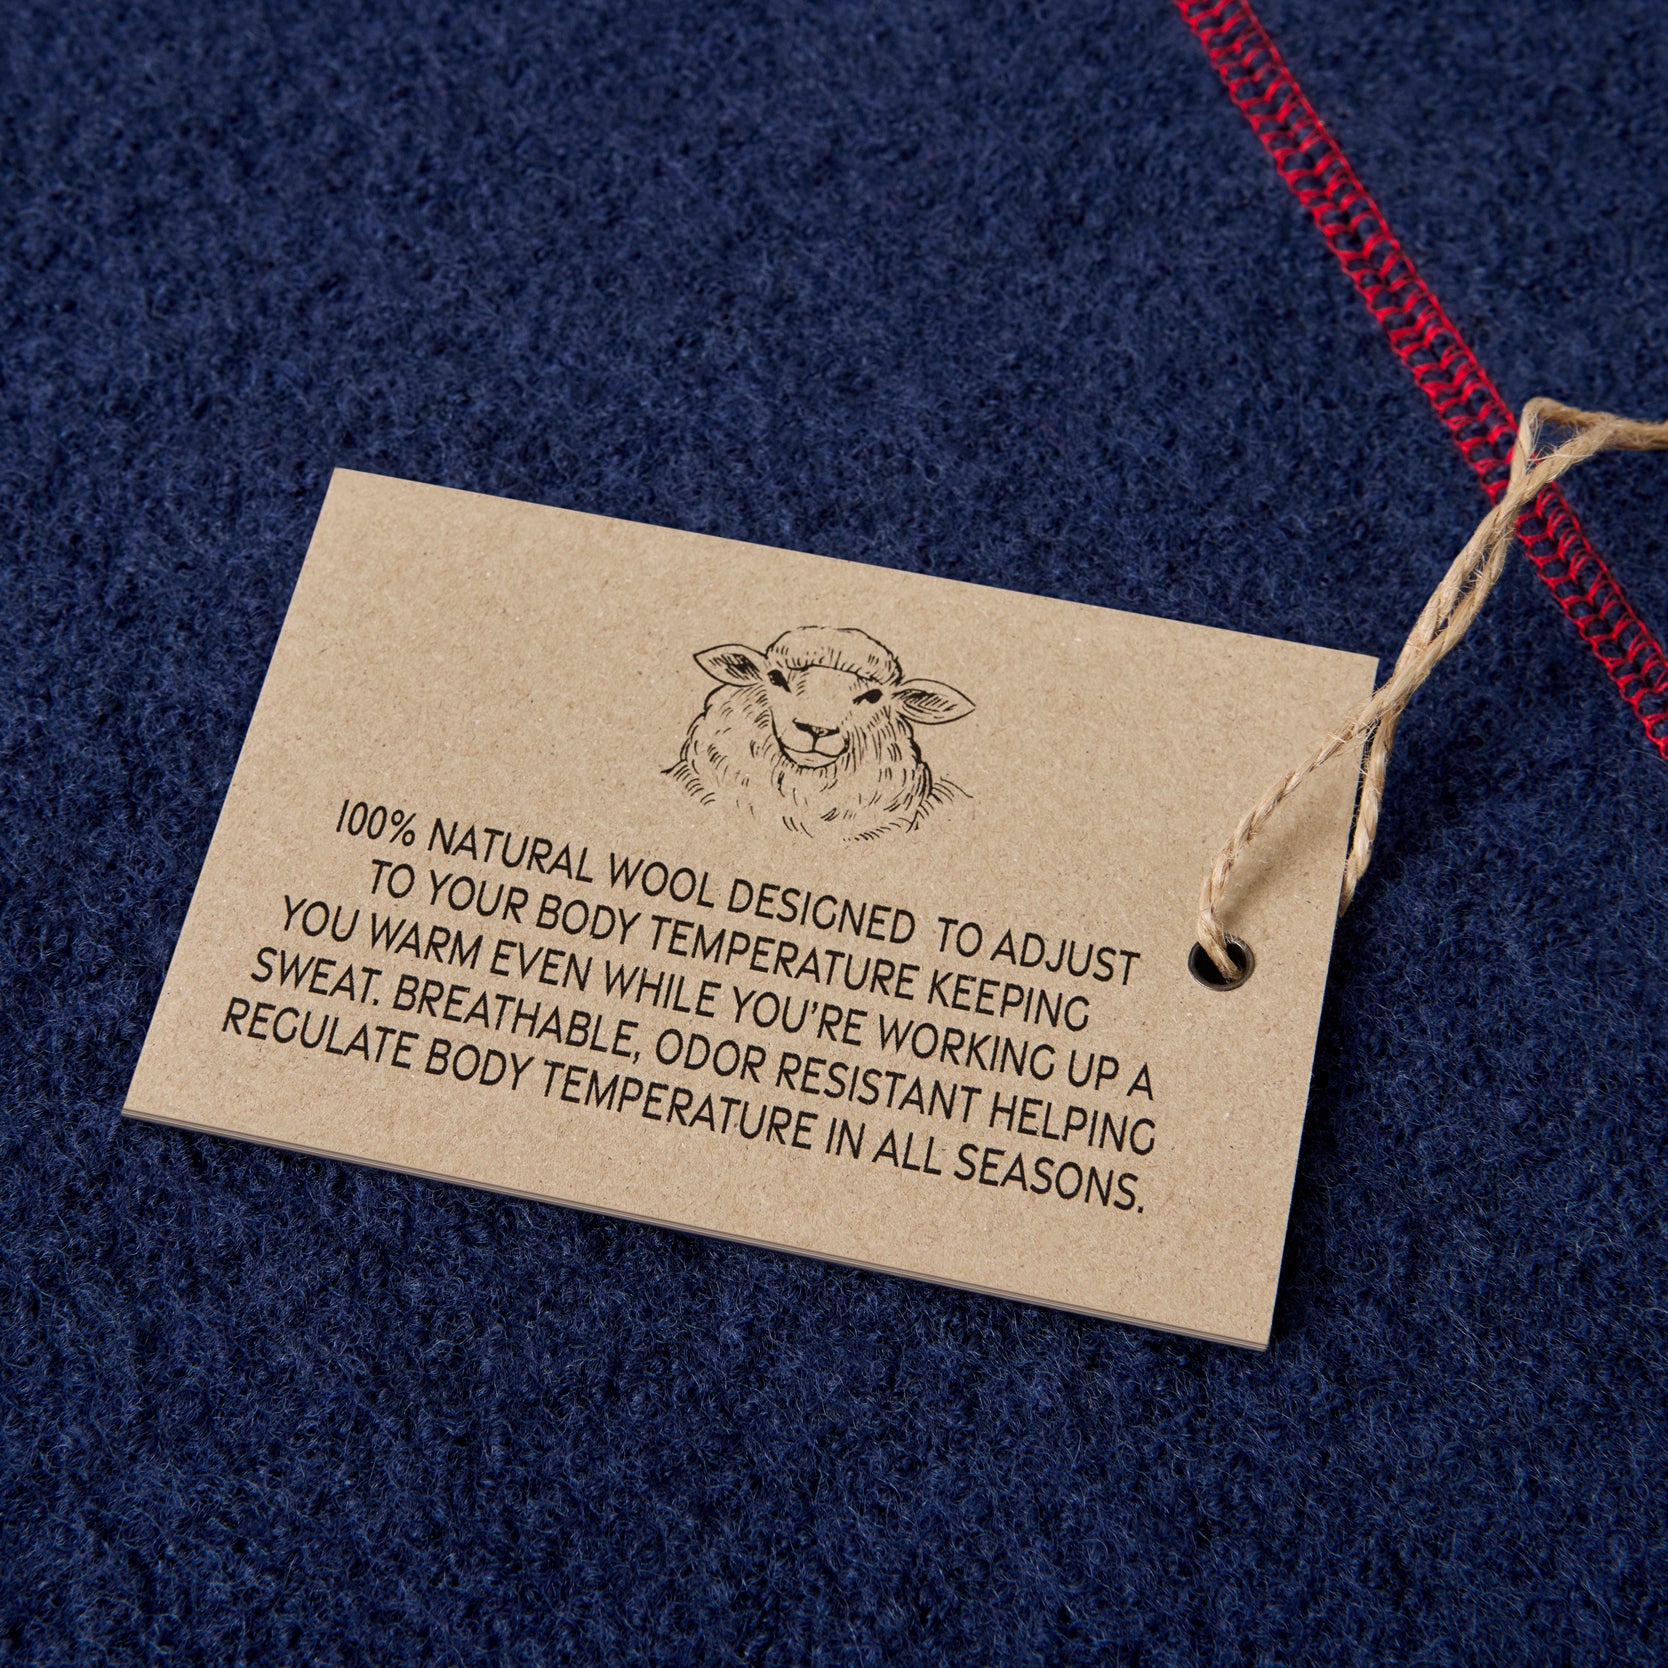 100% NATURAL WOOL DESIGNED TO ADJUST
TO YOUR BODY TEMPERATURE KEEPING
YOU WARM EVEN WHILE YOU'RE WORKING UP A
SWEAT. BREATHABLE, ODOR RESISTANT HELPING
REGULATE BODY TEMPERATURE IN ALL SEASONS.